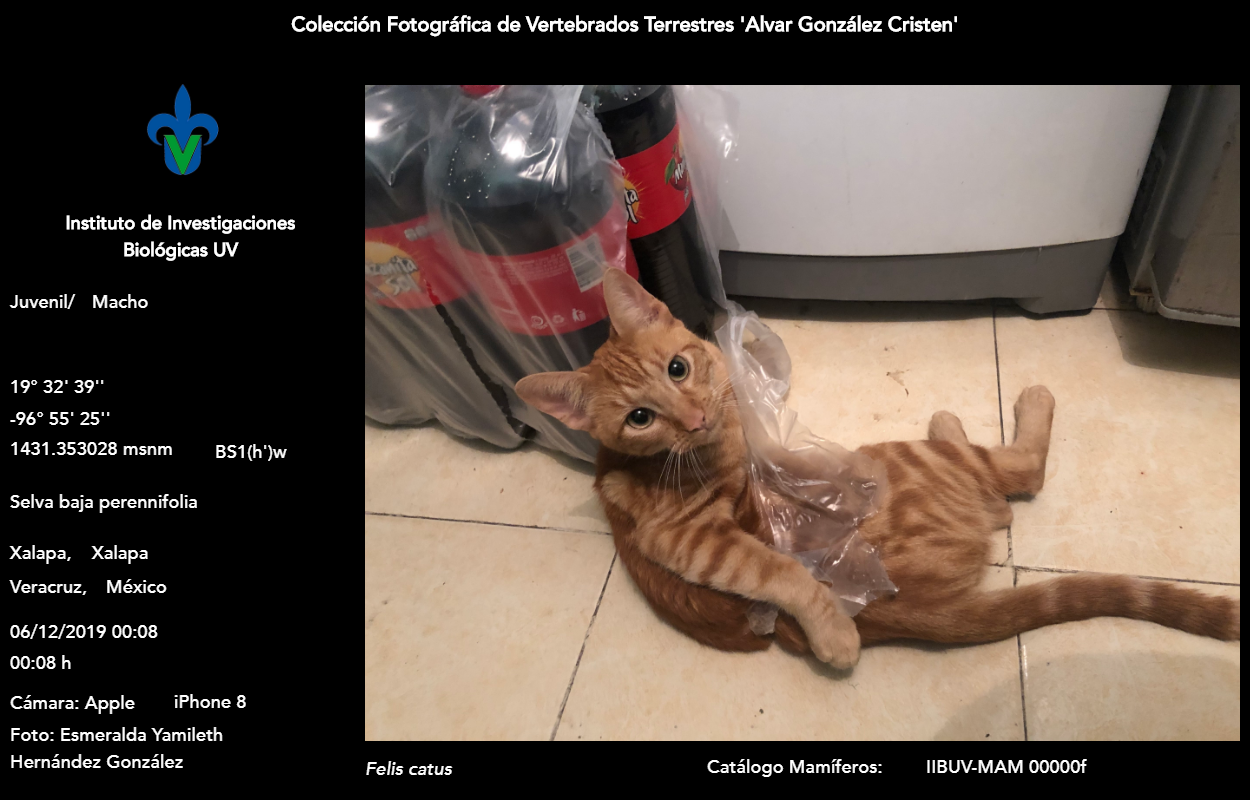 Colección Fotográfica de Vertebrados Terrestres 'Alvar González Cristen'
Instituto de Investigaciones
Biológicas UV
Juvenil/ Macho
19° 32' 39''
-96° 55' 25''
1431.353028 msnm BS1(h')w
Selva baja perennifolia
Xalapa, Xalapa
Veracruz, México
06/12/2019 00:08
00:08 h
Cámara: Apple iPhone 8
Foto: Esmeralda Yamileth
Hernández González
Felis catus
Catálogo Mamíferos: IIBUV-MAM 00000f